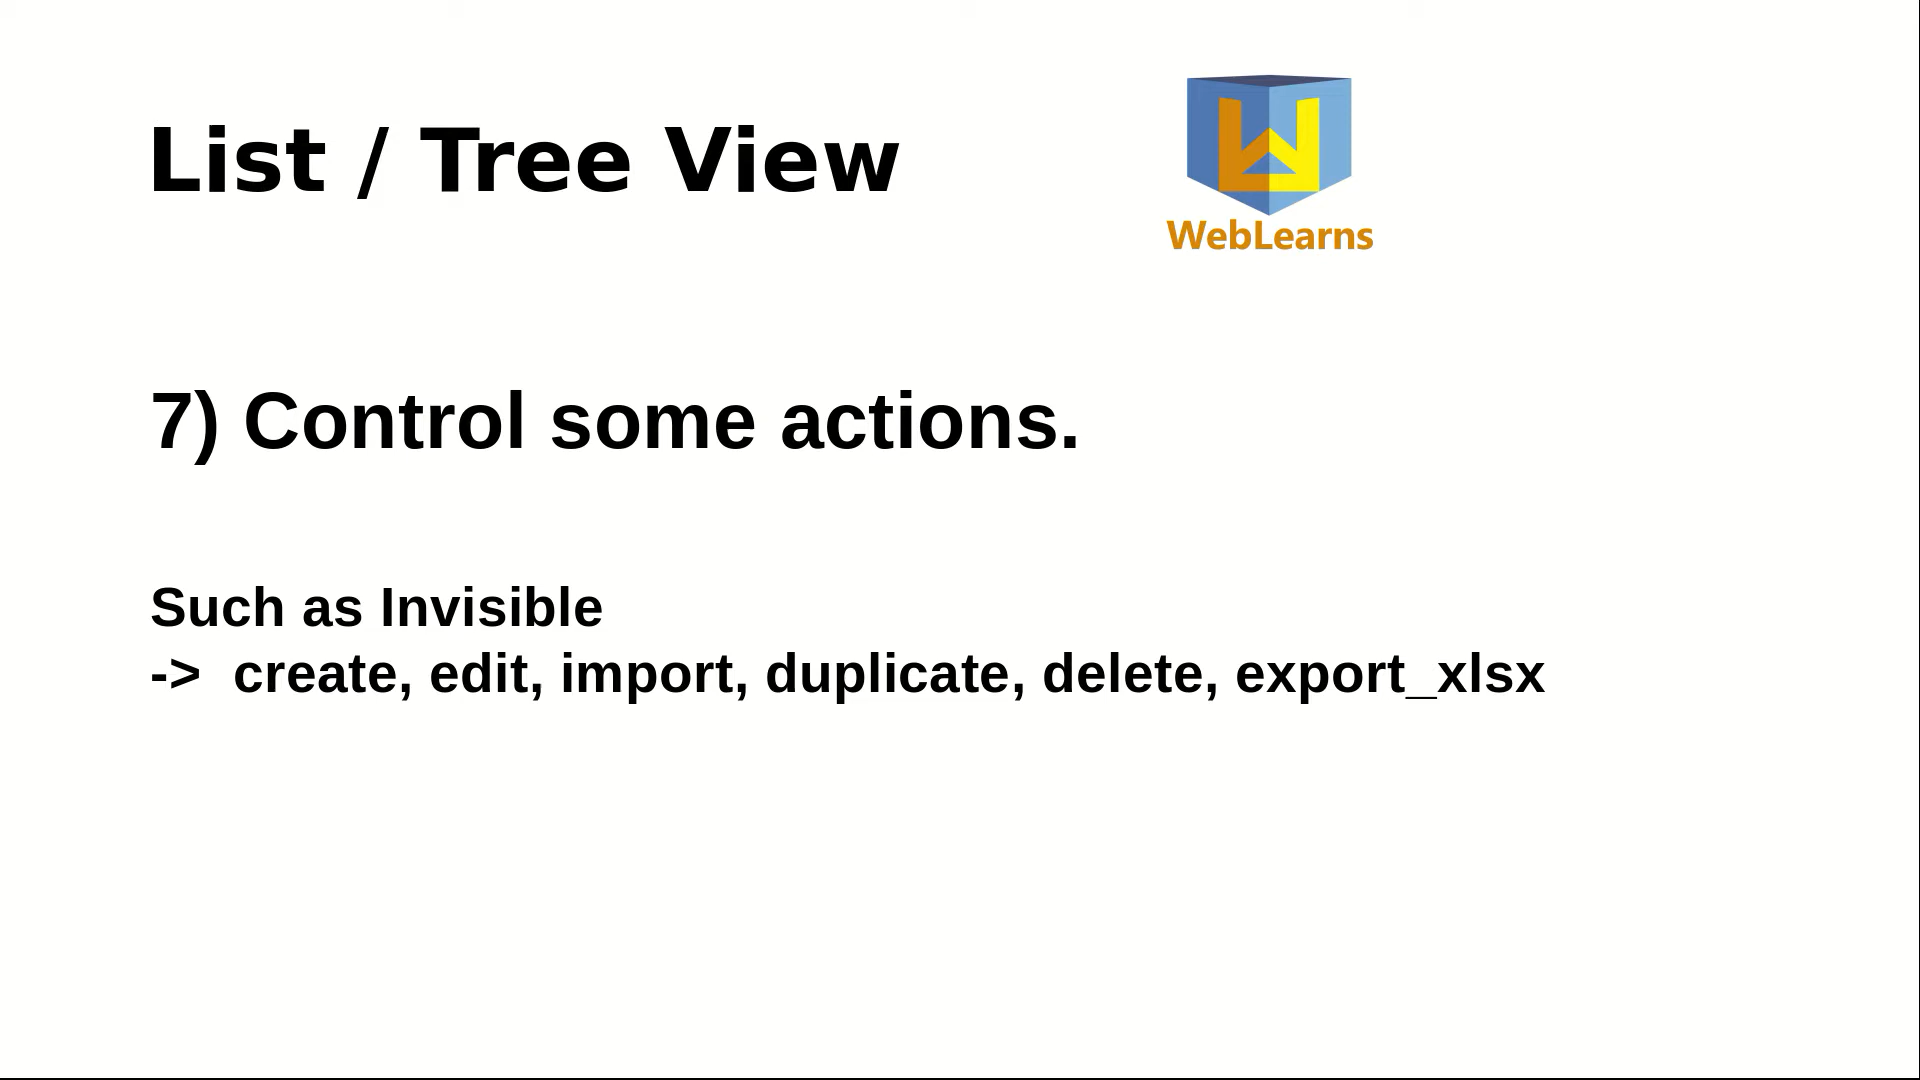 List / Tree View
WebLearns
7) Control some actions.
Such as Invisible
-> create, edit, import, duplicate, delete, export_xlsx